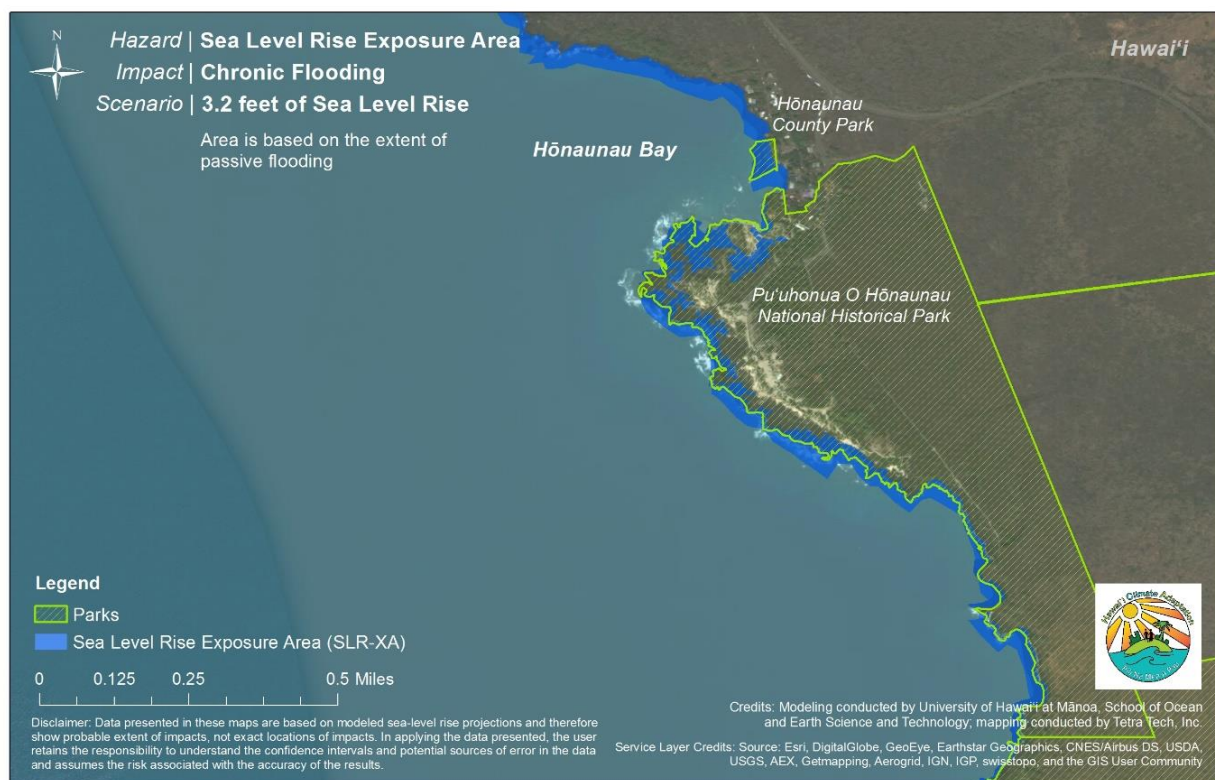 N
Hazard | Sea Level Rise Exposure Area
Impact | Chronic Flooding
Scenario | 3.2 feet of Sea Level Rise
Area is based on the extent of
passive flooding
Hawaiʻi
Hōnaunau
County Park
Hōnaunau Bay
Puʻuhonua O Hōnaunau
National Historical Park
Legend
Parks
Sea Level Rise Exposure Area (SLR-XA)
0 0.125 0.25 0.5 Miles
Disclaimer: Data presented in these maps are based on modeled sea-level rise projections and therefore
show probable extent of impacts, not exact locations of impacts. In applying the data presented, the user
retains the responsibility to understand the confidence intervals and potential sources of error in the data
and assumes the risk associated with the accuracy of the results.
Hawaiʻi Climate Adaptation
Credits: Modeling conducted by University of Hawaiʻi at Mānoa, School of Ocean
and Earth Science and Technology; mapping conducted by Tetra Tech, Inc.
Service Layer Credits: Source: Esri, DigitalGlobe, GeoEye, Earthstar Geographics, CNES/Airbus DS, USDA,
USGS, AEX, Getmapping, Aerogrid, IGN, IGP, swisstopo, and the GIS User Community